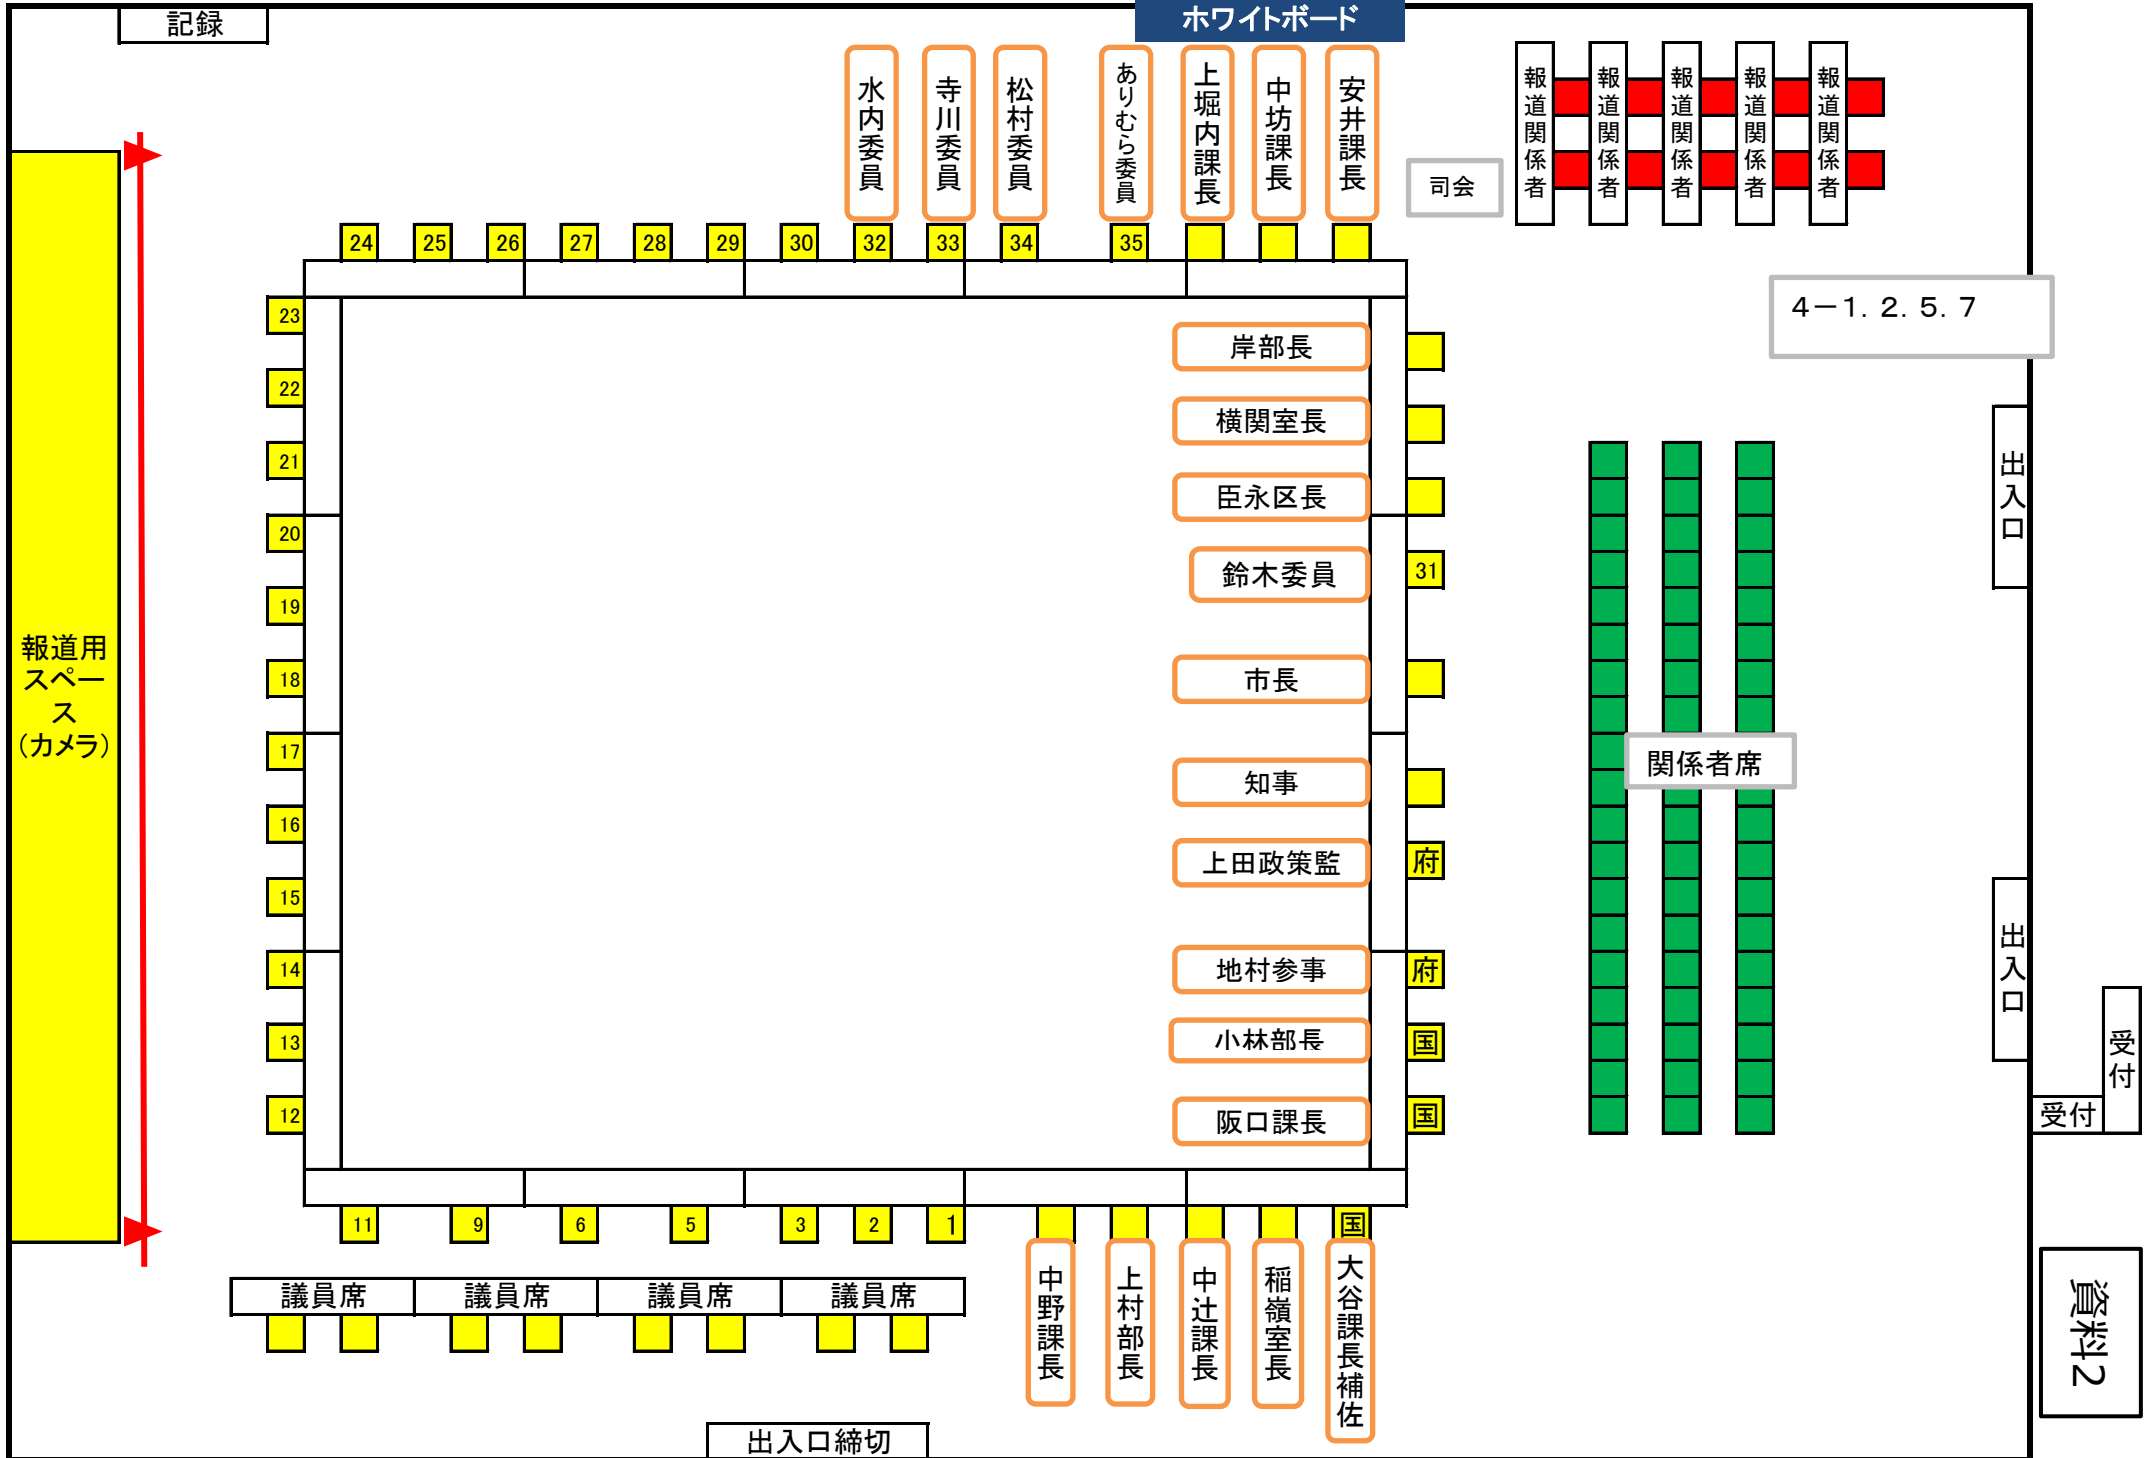 記録
ホワイトボード
水内委員
寺川委員
松村委員
ありむら委員
上堀内課長
中坊課長
安井課長
司会
報道関係者
報道関係者
報道関係者
報道関係者
報道関係者
24
25
26
27
28
29
30
32
33
34
35
4－1．2．5．7
23
22
21
20
19
18
17
16
15
14
13
12
報道用
スペー
ス
（カメラ）
岸部長
横関室長
臣永区長
鈴木委員
31
市長
知事
上田政策監
府
地村参事
府
小林部長
国
阪口課長
国
関係者席
出入口
出入口
受付
受付
11
9
6
5
3
2
1
国
議員席
議員席
議員席
議員席
中野課長
上村部長
中辻課長
稲嶺室長
大谷課長補佐
出入口締切
資料2